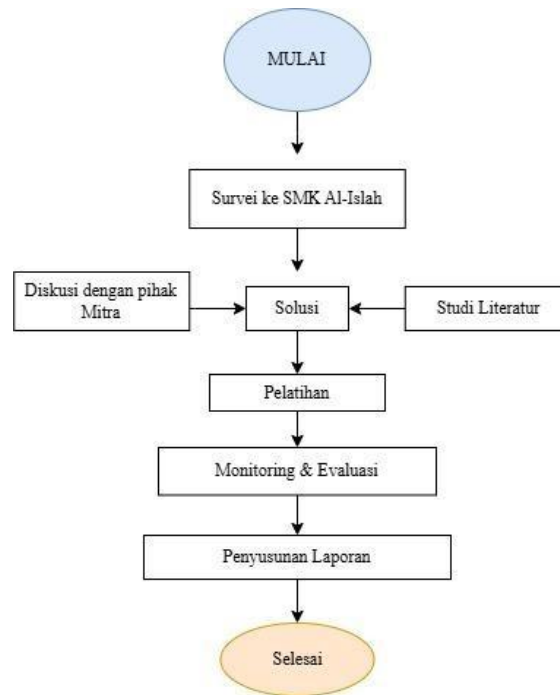 MULAI
Survei ke SMK Al-Islah
Diskusi dengan pihak
Mitra
Solusi
Studi Literatur
Pelatihan
Monitoring & Evaluasi
Penyusunan Laporan
Selesai